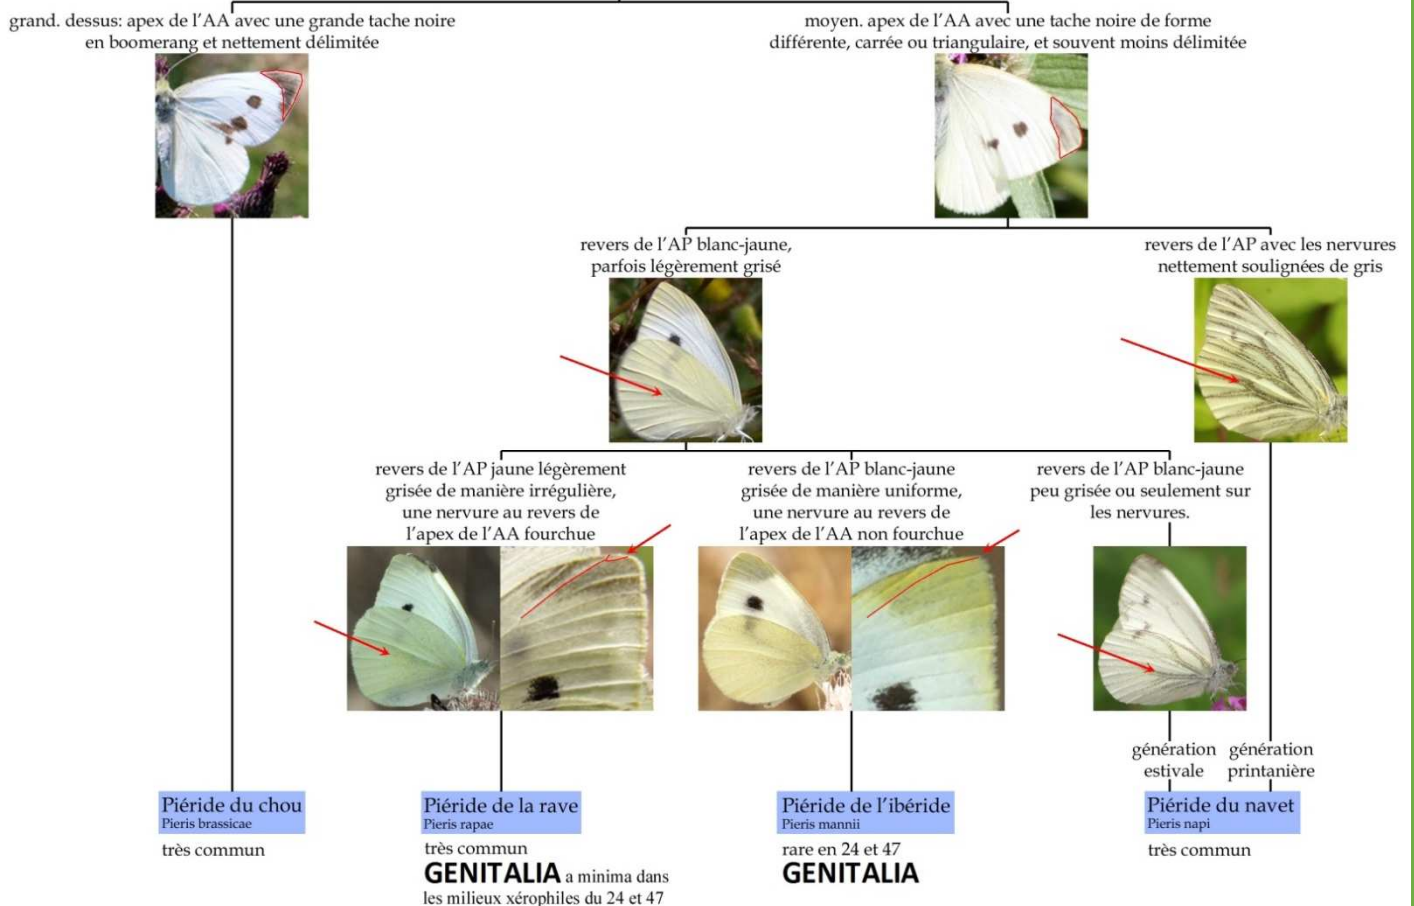 grand. dessus: apex de l'AA avec une grande tache noire
en boomerang et nettement délimitée
moyen. apex de l'AA avec une tache noire de forme
différente, carrée ou triangulaire, et souvent moins délimitée
revers de l'AP blanc-jaune,
parfois légèrement grisé
revers de l'AP avec les nervures
nettement soulignées de gris
revers de l'AP jaune légèrement
grisée de manière irrégulière,
une nervure au revers de
l'apex de l'AA fourchue
revers de l'AP blanc-jaune
grisée de manière uniforme,
une nervure au revers de
l'apex de l'AA non fourchue
revers de l'AP blanc-jaune
peu grisée ou seulement sur
les nervures.
génération
estivale
génération
printanière
Piéride du chou
Pieris brassicae
très commun
Piéride de la rave
Pieris rapae
très commun
GENITALIA a minima dans
les milieux xérophiles du 24 et 47
Piéride de l'ibéride
Pieris mannii
rare en 24 et 47
GENITALIA
Piéride du navet
Pieris napi
très commun